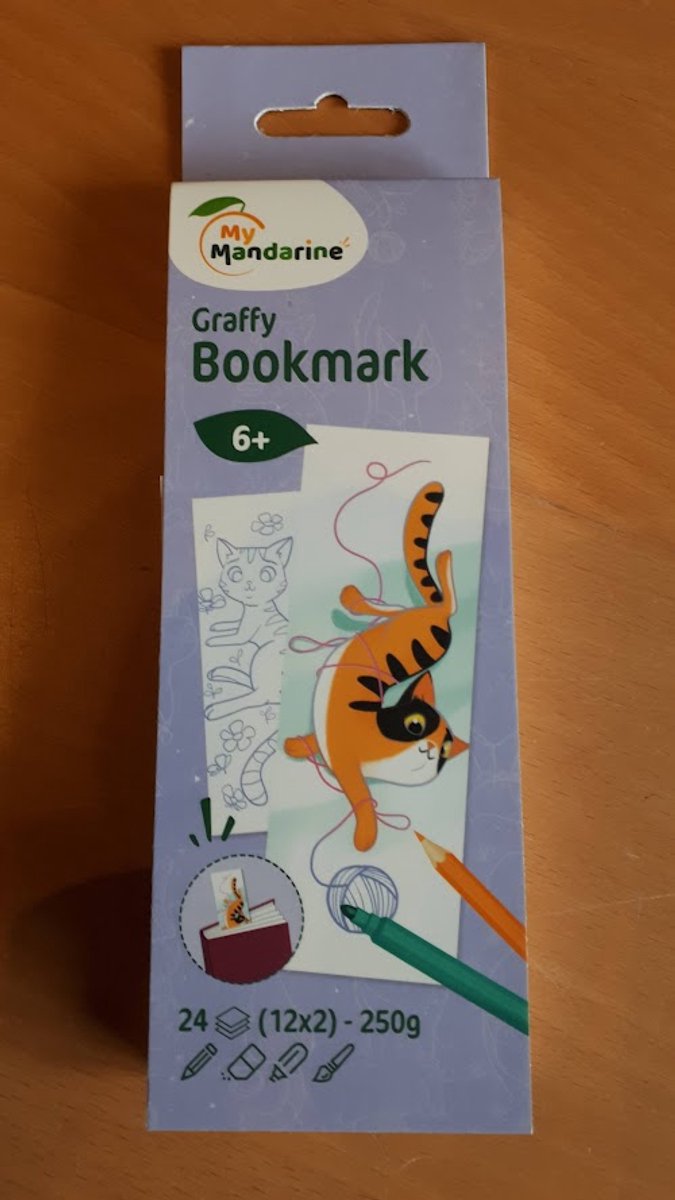 My
Mandarine
Graffy
Bookmark
6+
24 (12x2) - 250g